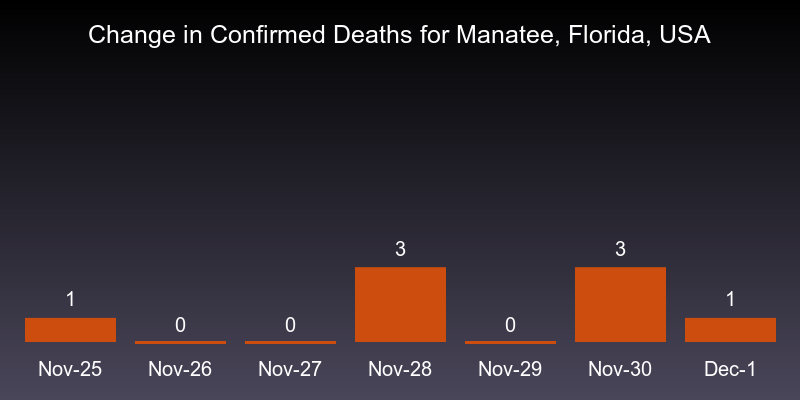 Change in Confirmed Deaths for Manatee, Florida, USA
1
0
0
3
0
3
1
Nov-25
Nov-26
Nov-27
Nov-28
Nov-29
Nov-30
Dec-1